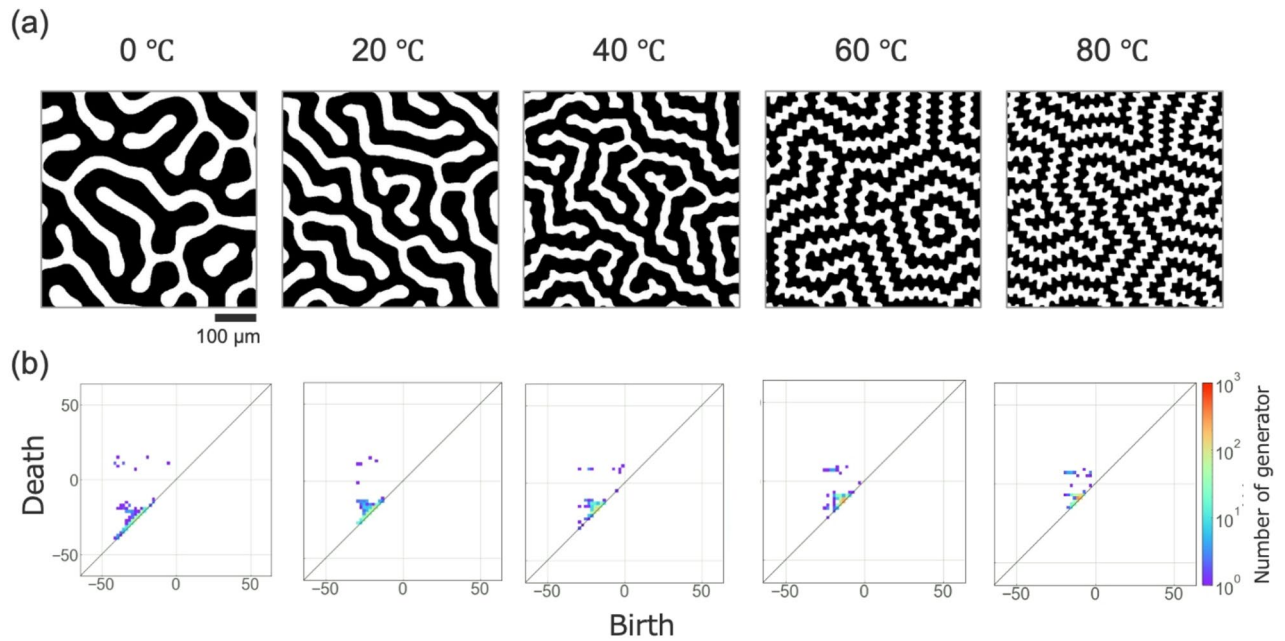 (a)
0 ℃ 20 ℃ 40 ℃ 60 ℃ 80 ℃
100 µm
(b)
Death
50
0
−50
−50 0 50 −50 0 50 −50 0 50 −50 0 50 −50 0 50
Birth
10³
10²
10¹
10⁰
Number of generator